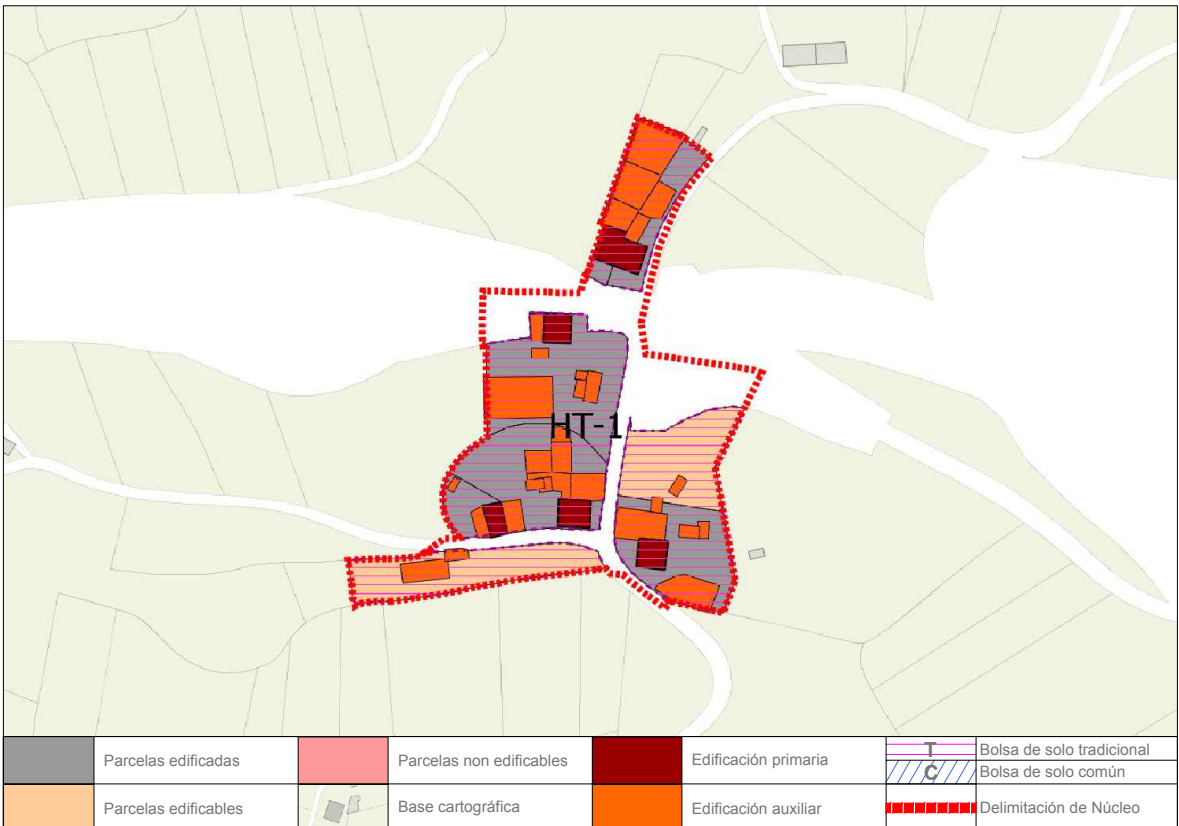 HT-1
Parcelas edificadas
Parcelas non edificables
Edificación primaria
T
Bolsa de solo tradicional
C
Bolsa de solo común
Parcelas edificables
Base cartográfica
Edificación auxiliar
Delimitación de Núcleo